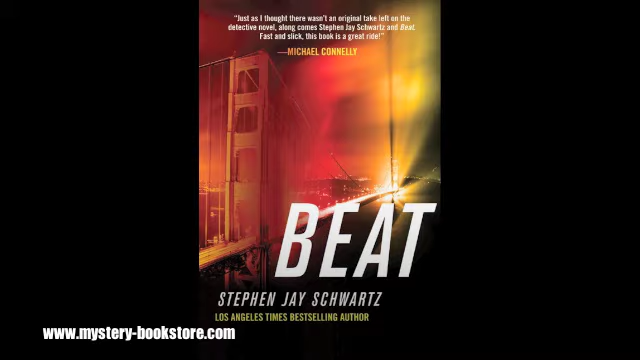 "Just as I thought there wasn't an original take left on the
detective novel, along comes Stephen Jay Schwartz and Beat.
Fast and slick, this book is a great ride!"
—MICHAEL CONNELLY
BEAT
STEPHEN JAY SCHWARTZ
LOS ANGELES TIMES BESTSELLING AUTHOR
www.mystery-bookstore.com